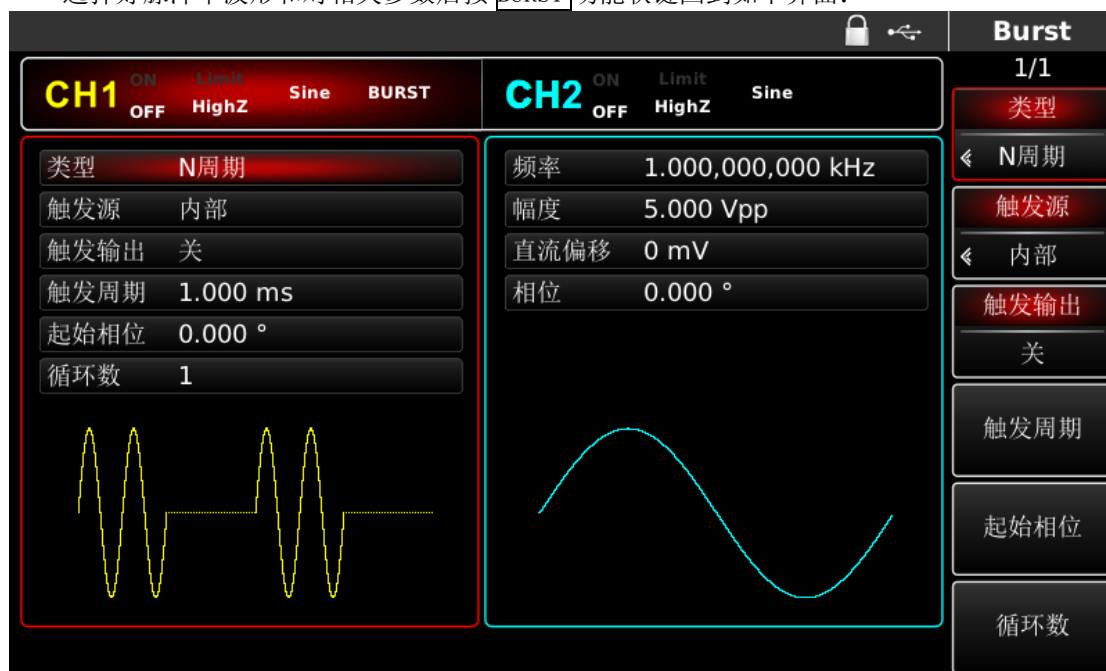 BURST
Burst
1/1
CH1 ON OFF Limit HighZ Sine BURST
CH2 ON OFF Limit HighZ Sine
类型 N周期
触发源 内部
触发输出 关
触发周期 1.000 ms
起始相位 0.000 °
循环数 1
频率 1.000,000,000 kHz
幅度 5.000 Vpp
直流偏移 0 mV
相位 0.000 °
类型
N周期
触发源
内部
触发输出
关
触发周期
起始相位
循环数